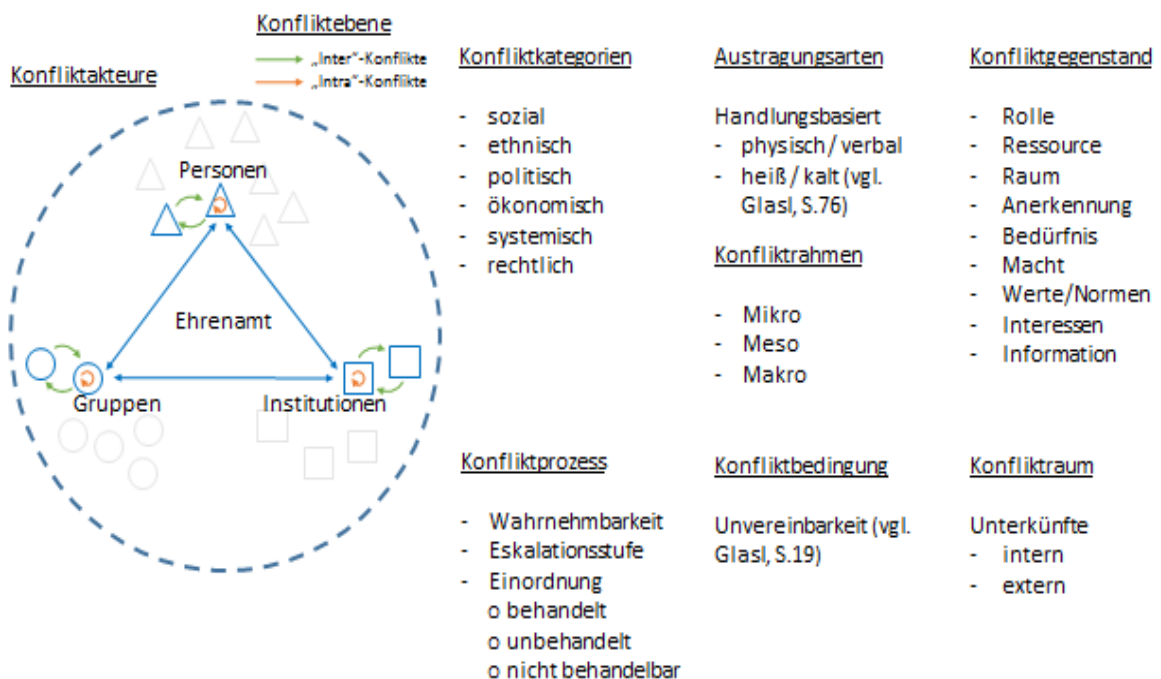 Konfliktebene
„Inter“-Konflikte
„Intra“-Konflikte
Konfliktakteure
Personen
Ehrenamt
Gruppen
Institutionen
Konfliktkategorien
- sozial
- ethnisch
- politisch
- ökonomisch
- systemisch
- rechtlich
Austragungsarten
Handlungsbasiert
- physisch / verbal
- heiß / kalt (vgl.
Glasl, S.76)
Konfliktrahmen
- Mikro
- Meso
- Makro
Konfliktgegenstand
- Rolle
- Ressource
- Raum
- Anerkennung
- Bedürfnis
- Macht
- Werte/Normen
- Interessen
- Information
Konfliktprozess
- Wahrnehmbarkeit
- Eskalationsstufe
- Einordnung
o behandelt
o unbehandelt
o nicht behandelbar
Konfliktbedingung
Unvereinbarkeit (vgl.
Glasl, S.19)
Konfliktraum
Unterkünfte
- intern
- extern